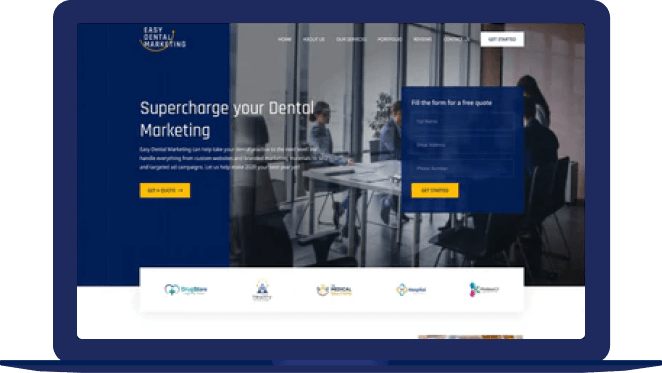 EASY
DENTAL
MARKETING
HOME ABOUT US OUR SERVICES PORTFOLIO REVIEWS CONTACT US GET STARTED
Supercharge your Dental
Marketing
Easy Dental Marketing can help take your dental practice to the next level. We
handle everything from custom websites and branded marketing materials to
and targeted ad campaigns. Let us help make your best year yet!
GET A QUOTE
Fill the form for a free quote
Full Name
Email Address
Phone Number
GET STARTED
DrugStore
Healthy
MEDICAL
Hospital